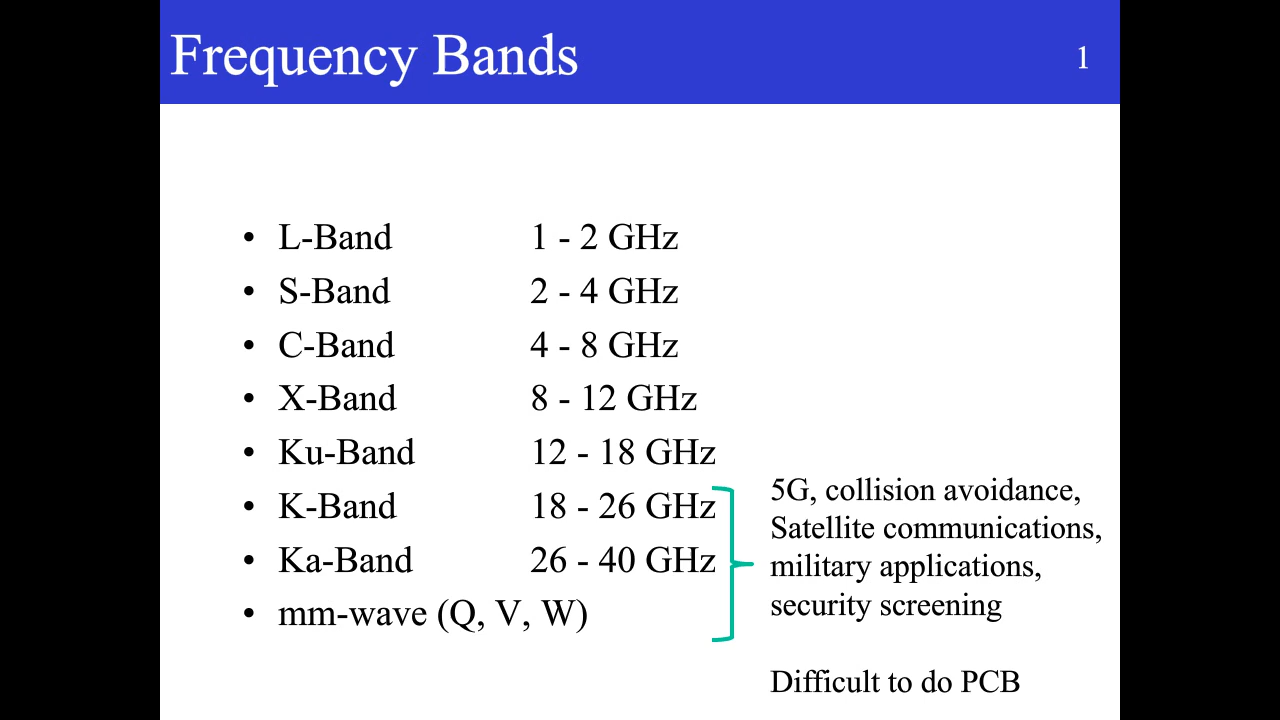 Frequency Bands
1
• L-Band 1 - 2 GHz
• S-Band 2 - 4 GHz
• C-Band 4 - 8 GHz
• X-Band 8 - 12 GHz
• Ku-Band 12 - 18 GHz
• K-Band 18 - 26 GHz
• Ka-Band 26 - 40 GHz
• mm-wave (Q, V, W)
5G, collision avoidance,
Satellite communications,
military applications,
security screening
Difficult to do PCB